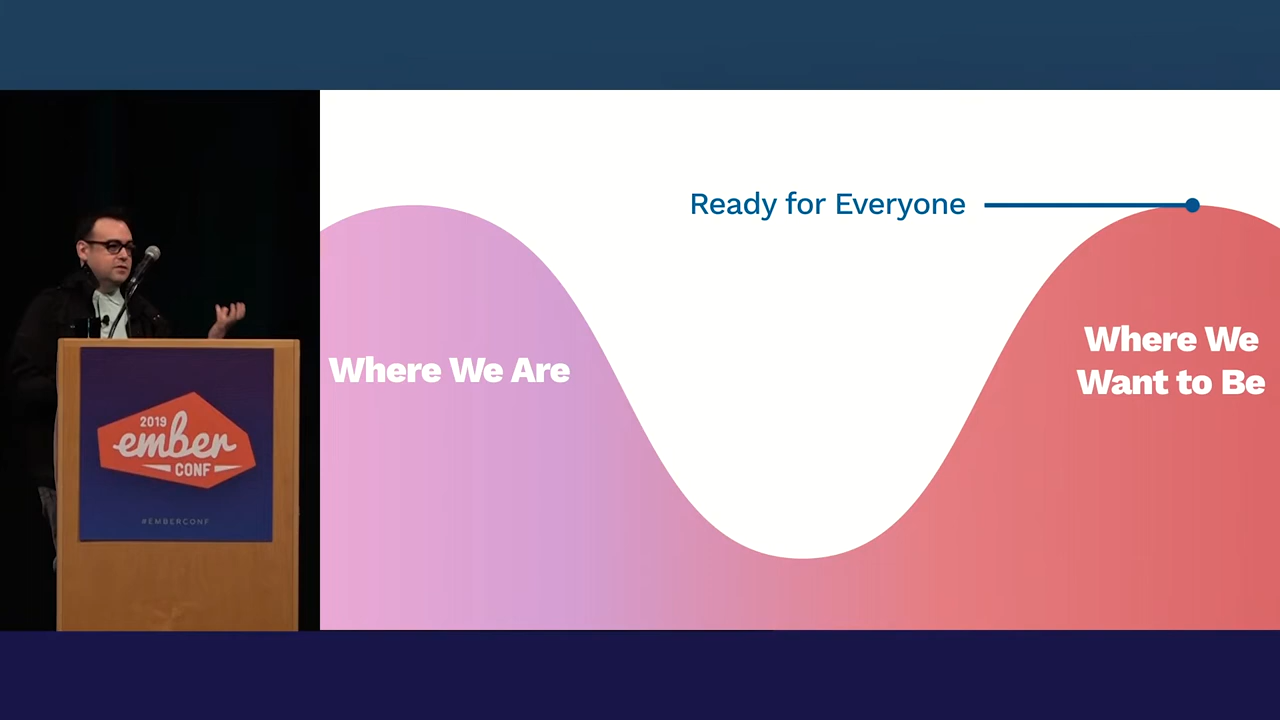 Ready for Everyone
Where We Are
Where We
Want to Be
2019
ember
CONF
#EMBERCONF